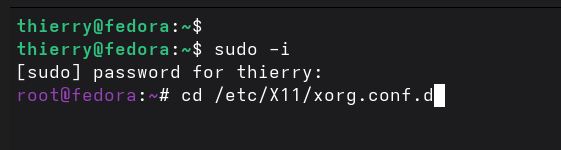 thierry@fedora:~$
thierry@fedora:~$ sudo -i
[sudo] password for thierry:
root@fedora:~# cd /etc/X11/xorg.conf.d